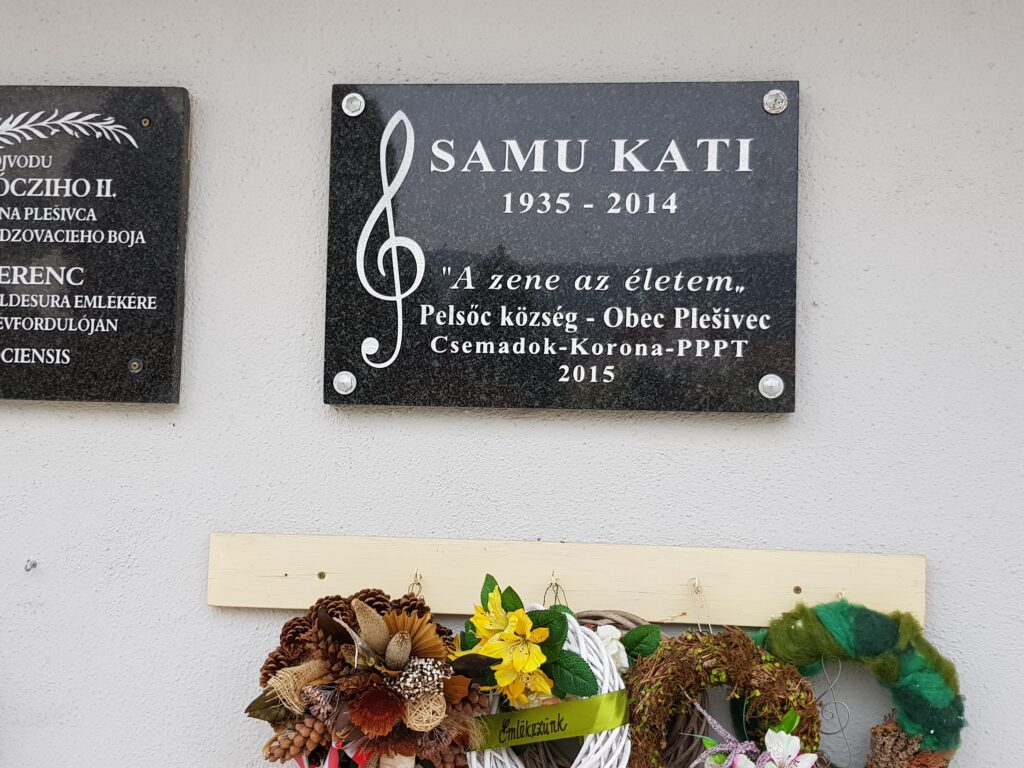 OJVODU
ÓCZIHO II.
NA PLEŠIVCA
DZOVACIEHO BOJA
ERENC
LDESURA EMLÉKÉRE
EVFORDULÓJÁN
CIENSIS
SAMU KATI
1935 - 2014
"A zene az életem„
Pelsőc község - Obec Plešivec
Csemadok-Korona-PPPT
2015
Emlékezünk